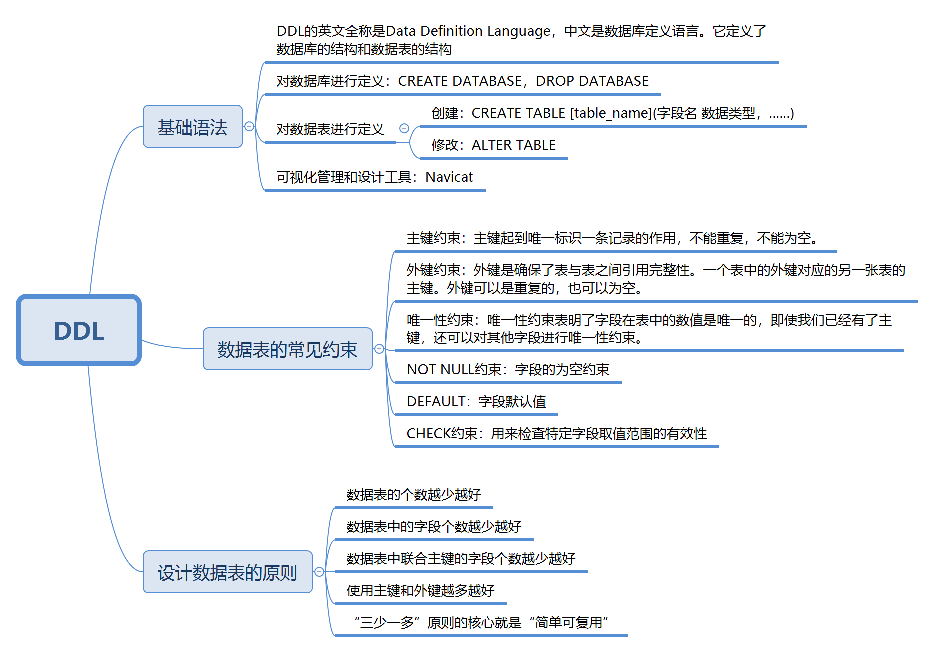 DDL
基础语法
DDL的英文全称是Data Definition Language，中文是数据库定义语言。它定义了
数据库的结构和数据表的结构
对数据库进行定义：CREATE DATABASE，DROP DATABASE
对数据表进行定义
创建：CREATE TABLE [table_name](字段名 数据类型，......)
修改：ALTER TABLE
可视化管理和设计工具：Navicat
数据表的常见约束
主键约束：主键起到唯一标识一条记录的作用，不能重复，不能为空。
外键约束：外键是确保了表与表之间引用完整性。一个表中的外键对应的另一张表的
主键。外键可以是重复的，也可以为空。
唯一性约束：唯一性约束表明了字段在表中的数值是唯一的，即使我们已经有了主
键，还可以对其他字段进行唯一性约束。
NOT NULL约束：字段的为空约束
DEFAULT：字段默认值
CHECK约束：用来检查特定字段取值范围的有效性
设计数据表的原则
数据表的个数越少越好
数据表中的字段个数越少越好
数据表中联合主键的字段个数越少越好
使用主键和外键越多越好
“三少一多”原则的核心就是“简单可复用”